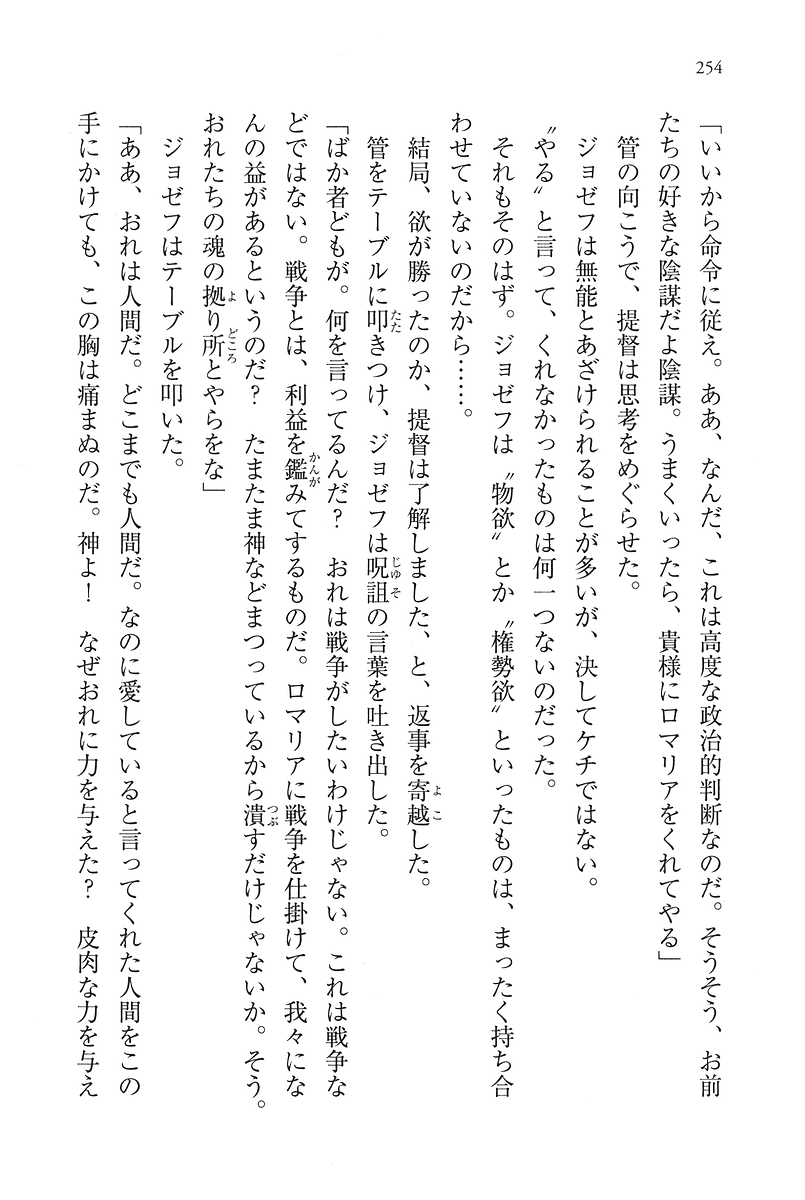 254
「いいから命令に従え。ああ、なんだ、これは高度な政治的判断なのだ。そうそう、お前
たちの好きな陰謀だよ陰謀。うまくいったら、貴様にロマリアをくれてやる」
管の向こうで、提督は思考をめぐらせた。
ジョゼフは無能とあざけられることが多いが、決してケチではない。
〝やる〟と言って、くれなかったものは何一つないのだった。
それもそのはず。ジョゼフは〝物欲〟とか〝権勢欲〟といったものは、まったく持ち合
わせていないのだから……。
結局、欲が勝ったのか、提督は了解しました、と、返事を寄越した。
管をテーブルに叩きつけ、ジョゼフは呪詛の言葉を吐き出した。
「ばか者どもが。何を言ってるんだ？　おれは戦争がしたいわけじゃない。これは戦争な
どではない。戦争とは、利益を鑑みてするものだ。ロマリアに戦争を仕掛けて、我々にな
んの益があるというのだ？　たまたま神などまつっているから潰すだけじゃないか。そう。
おれたちの魂の拠り所とやらをな」
ジョゼフはテーブルを叩いた。
「ああ、おれは人間だ。どこまでも人間だ。なのに愛していると言ってくれた人間をこの
手にかけても、この胸は痛まぬのだ。神よ！　なぜおれに力を与えた？　皮肉な力を与え